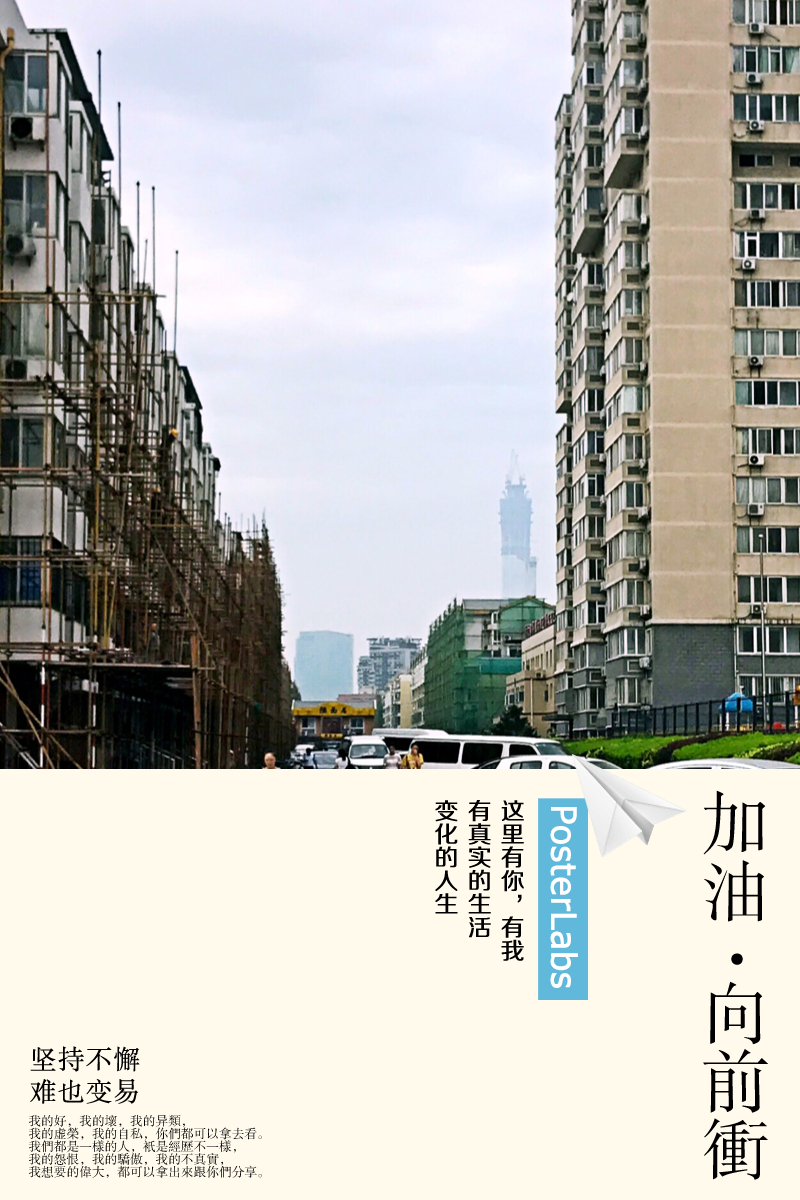 加油·向前衝
PosterLabs
这里有你，有我
有真实的生活
变化的人生
坚持不懈
难也变易
我的好，我的壞，我的异類，
我的虛榮，我的自私，你們都可以拿去看。
我們都是一樣的人，衹是經歷不一樣，
我的怨恨，我的驕傲，我的不真實，
我想要的偉大，都可以拿出來跟你們分享。